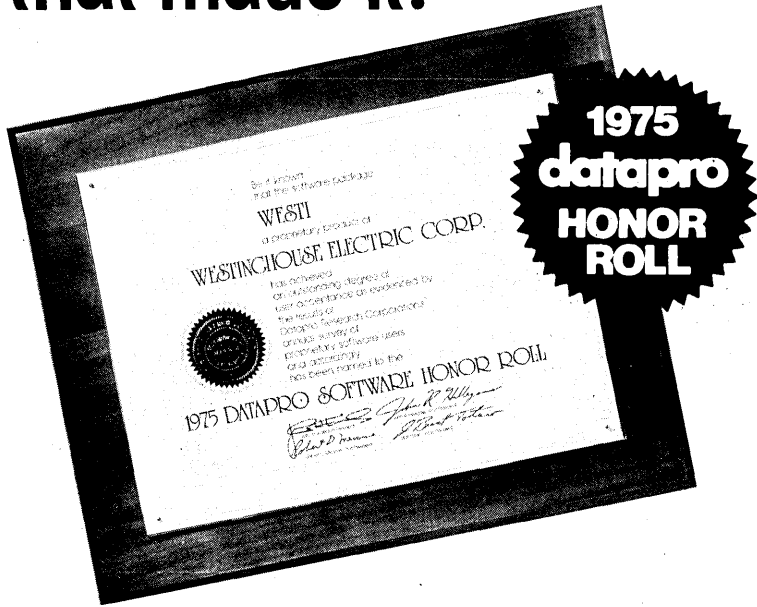 that made it.
1975
datapro
HONOR
ROLL
Be it known
that the software package
WESTI
a proprietary product of
WESTINGHOUSE ELECTRIC CORP.
has achieved
an outstanding degree of
user acceptance as evidenced by
the results of
Datapro Research Corporation's
annual survey of
proprietary software users
and accordingly
has been named to the
1975 DATAPRO SOFTWARE HONOR ROLL